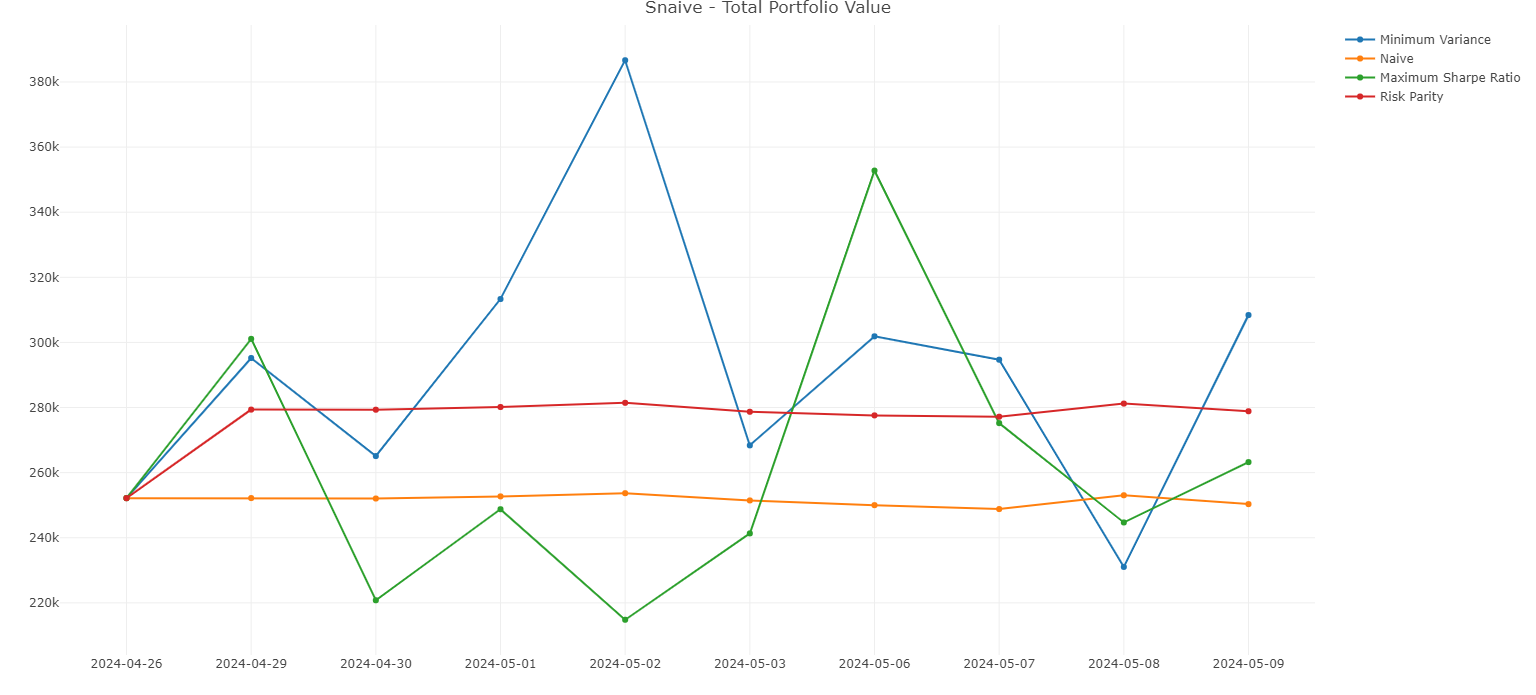 Snaive - Total Portfolio Value
Minimum Variance
Naive
Maximum Sharpe Ratio
Risk Parity
380k
360k
340k
320k
300k
280k
260k
240k
220k
2024-04-26
2024-04-29
2024-04-30
2024-05-01
2024-05-02
2024-05-03
2024-05-06
2024-05-07
2024-05-08
2024-05-09